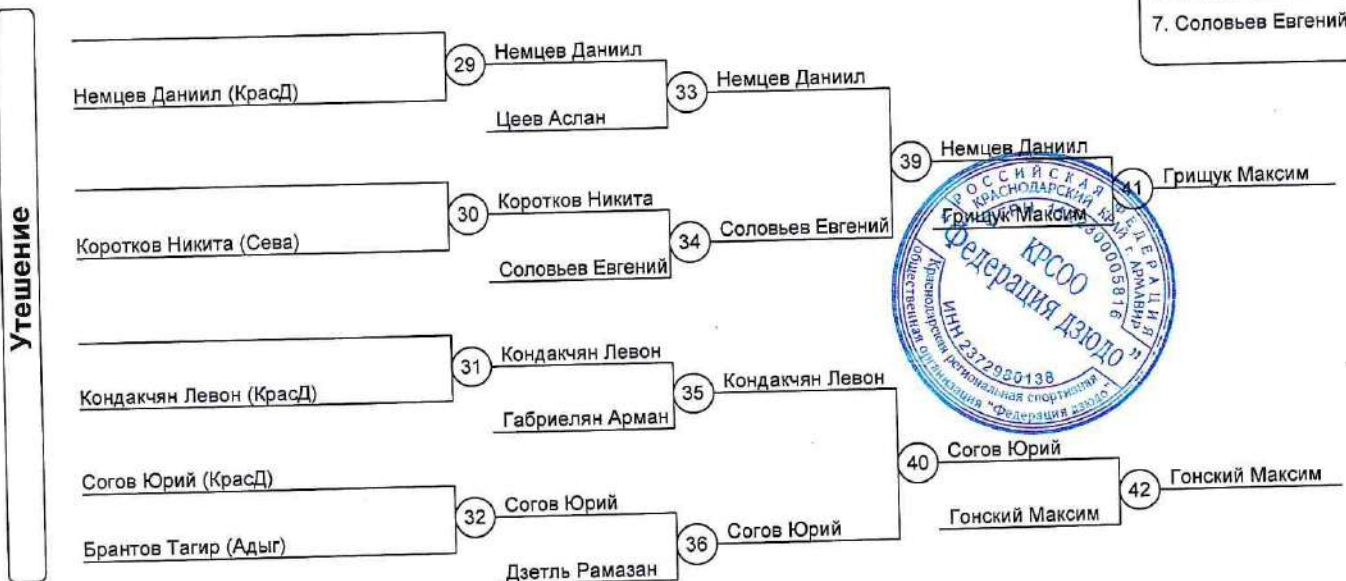 7. Соловьев Евгений
Утешение
Немцев Даниил (КрасД)
29
Немцев Даниил
Цеев Аслан
33
Немцев Даниил
Коротков Никита (Сева)
30
Коротков Никита
Соловьев Евгений
34
Соловьев Евгений
39
Немцев Даниил
Грищук Максим
41
Грищук Максим
Кондакчян Левон (КрасД)
31
Кондакчян Левон
Габриелян Арман
35
Кондакчян Левон
Согов Юрий (КрасД)
Брантов Тагир (Адыг)
32
Согов Юрий
Дзетль Рамазан
36
Согов Юрий
40
Согов Юрий
Гонский Максим
42
Гонский Максим
РОССИЙСКАЯ ФЕДЕРАЦИЯ
КРАСНОДАРСКИЙ КРАЙ г. АРМАВИР
КРСОО
Федерация дзюдо"
ИНН 2372980138
Краснодарская региональная спортивная
общественная организация "Федерация дзюдо"